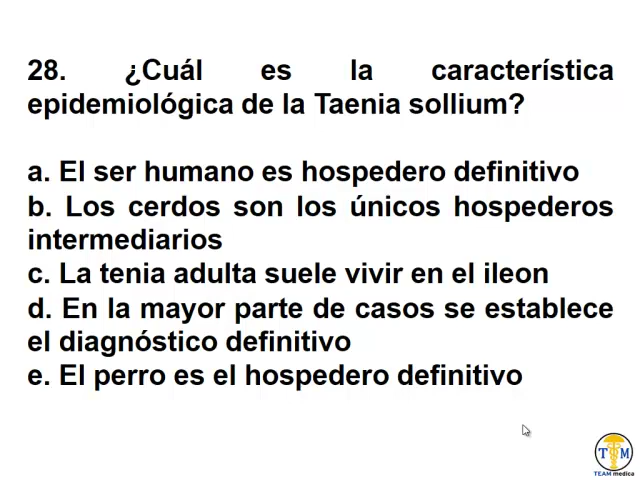 28. ¿Cuál es la característica
epidemiológica de la Taenia sollium?
a. El ser humano es hospedero definitivo
b. Los cerdos son los únicos hospederos
intermediarios
c. La tenia adulta suele vivir en el ileon
d. En la mayor parte de casos se establece
el diagnóstico definitivo
e. El perro es el hospedero definitivo
T M
TEAM medica